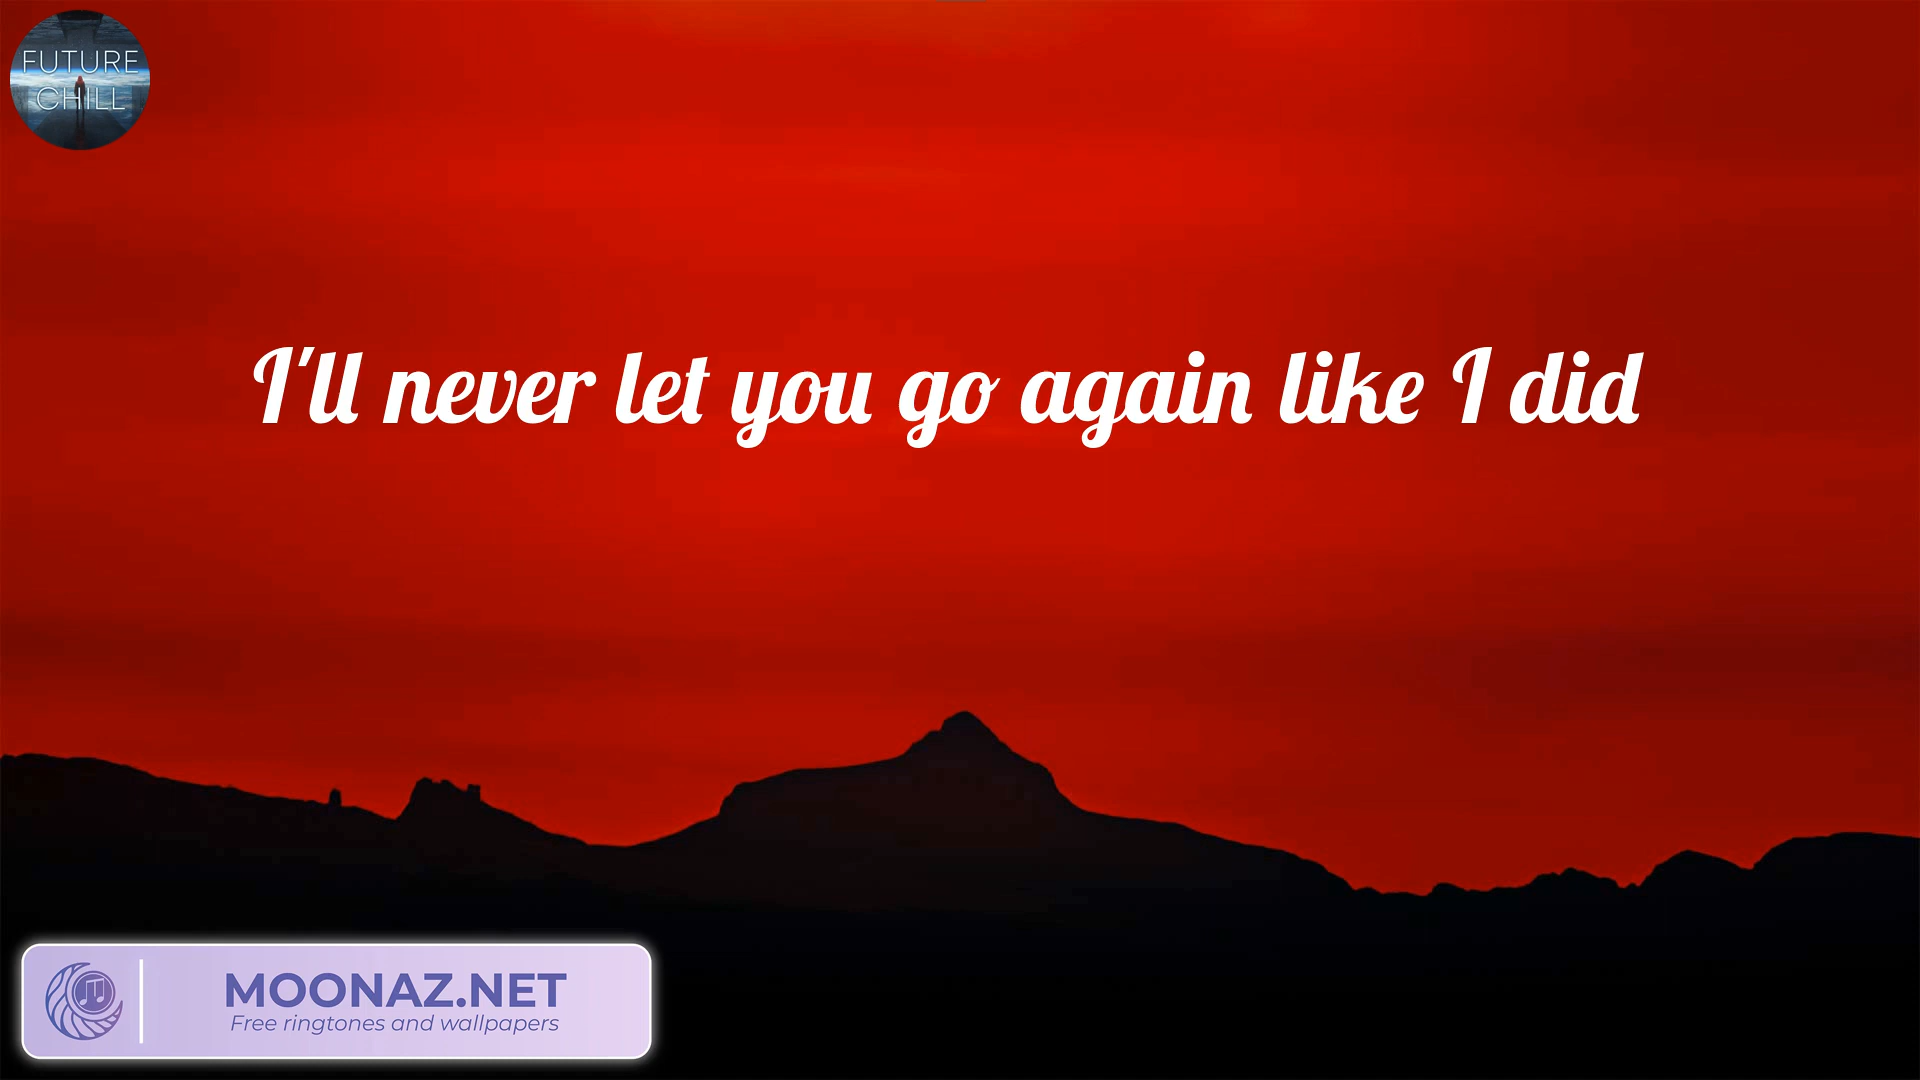 FUTURE
CHILL
I'll never let you go again like I did
MOONAZ.NET
Free ringtones and wallpapers